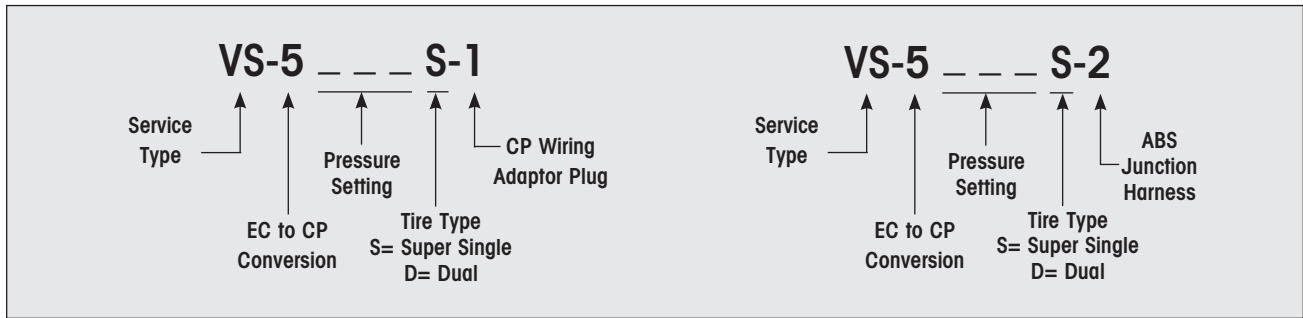 VS-5 _ _ _ S-1
Service
Type
EC to CP
Conversion
Pressure
Setting
Tire Type
S= Super Single
D= Dual
CP Wiring
Adaptor Plug
VS-5 _ _ _ S-2
Service
Type
EC to CP
Conversion
Pressure
Setting
Tire Type
S= Super Single
D= Dual
ABS
Junction
Harness